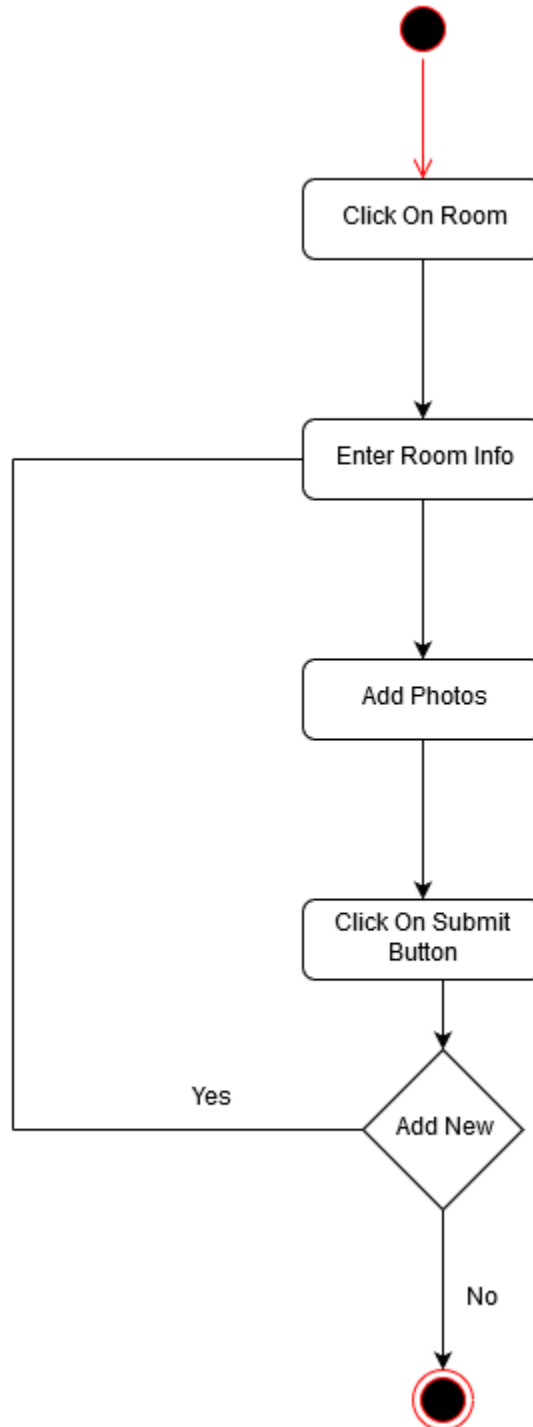 Click On Room
Enter Room Info
Add Photos
Click On Submit
Button
Yes
Add New
No